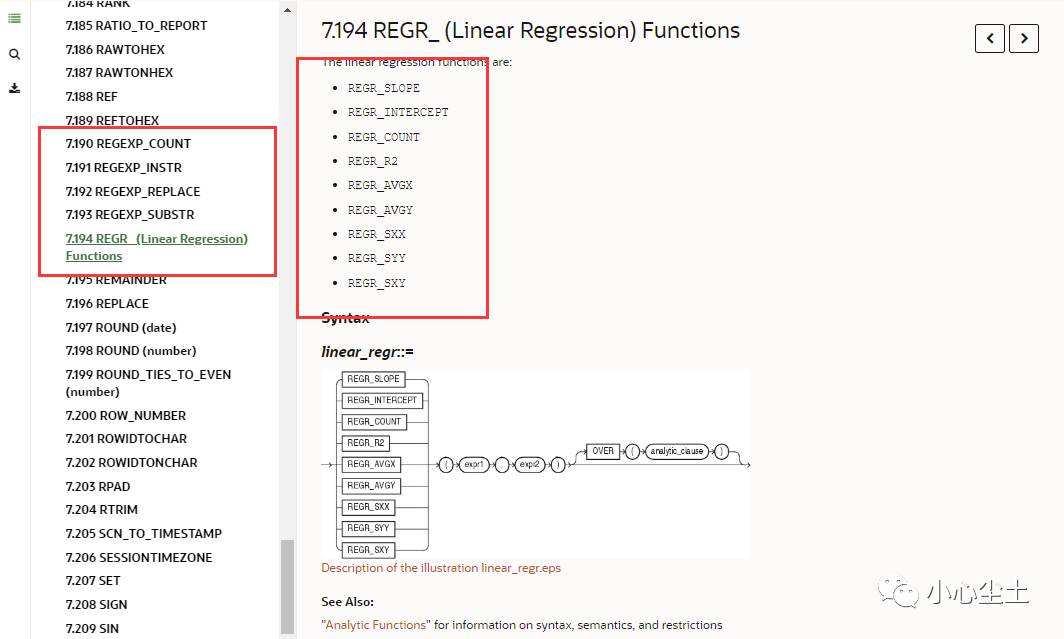 7.184 RANK
7.185 RATIO_TO_REPORT
7.186 RAWTOHEX
7.187 RAWTONHEX
7.188 REF
7.189 REFTOHEX
7.190 REGEXP_COUNT
7.191 REGEXP_INSTR
7.192 REGEXP_REPLACE
7.193 REGEXP_SUBSTR
7.194 REGR_ (Linear Regression)
Functions
7.195 REMAINDER
7.196 REPLACE
7.197 ROUND (date)
7.198 ROUND (number)
7.199 ROUND_TIES_TO_EVEN
(number)
7.200 ROW_NUMBER
7.201 ROWIDTOCHAR
7.202 ROWIDTONCHAR
7.203 RPAD
7.204 RTRIM
7.205 SCN_TO_TIMESTAMP
7.206 SESSIONTIMEZONE
7.207 SET
7.208 SIGN
7.209 SIN
7.194 REGR_ (Linear Regression) Functions
The linear regression functions are:
• REGR_SLOPE
• REGR_INTERCEPT
• REGR_COUNT
• REGR_R2
• REGR_AVGX
• REGR_AVGY
• REGR_SXX
• REGR_SYY
• REGR_SXY
Syntax
linear_regr::=
REGR_SLOPE
REGR_INTERCEPT
REGR_COUNT
REGR_R2
REGR_AVGX
REGR_AVGY
REGR_SXX
REGR_SYY
REGR_SXY
( expr1 , expr2 )
OVER ( analytic_clause )
Description of the illustration linear_regr.eps
See Also:
"Analytic Functions" for information on syntax, semantics, and restrictions
小心尘土